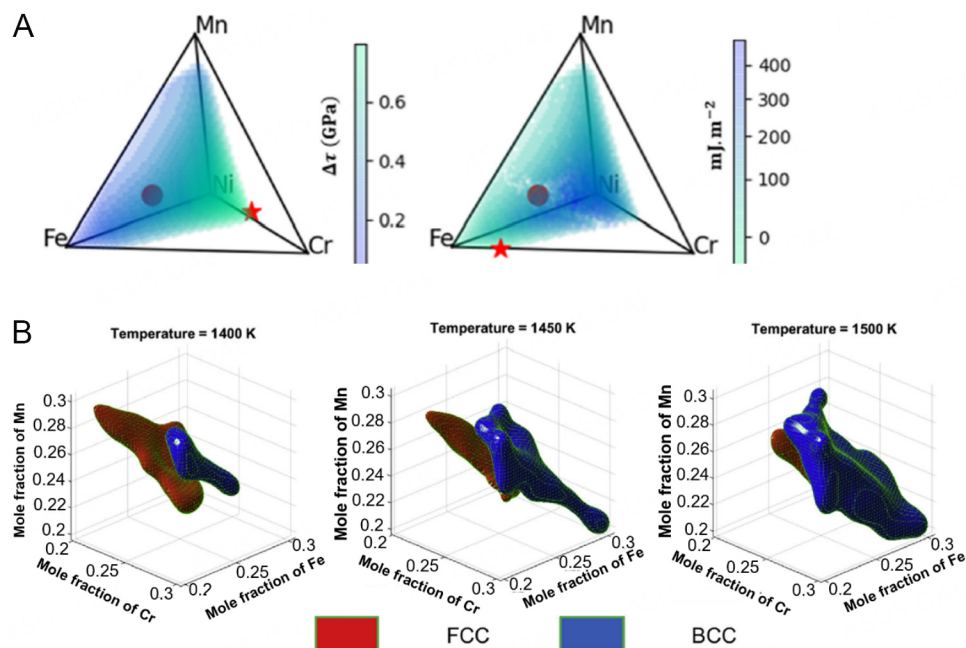 A
Mn
Ni
Fe
Cr
0.6
0.4
0.2
Δτ (GPa)
Mn
Ni
Fe
Cr
400
300
200
100
0
mJ.m⁻²
B
Temperature = 1400 K
Mole fraction of Mn
0.3
0.28
0.26
0.24
0.22
0.2
0.2
0.25
0.3
Mole fraction of Cr
0.3
Mole fraction of Fe
Temperature = 1450 K
Mole fraction of Mn
0.3
0.28
0.26
0.24
0.22
0.2
0.2
0.25
0.3
Mole fraction of Cr
0.2
0.25
0.3
Mole fraction of Fe
Temperature = 1500 K
Mole fraction of Mn
0.3
0.28
0.26
0.24
0.22
0.2
0.2
0.25
0.3
Mole fraction of Cr
0.2
0.25
0.3
Mole fraction of Fe
FCC
BCC